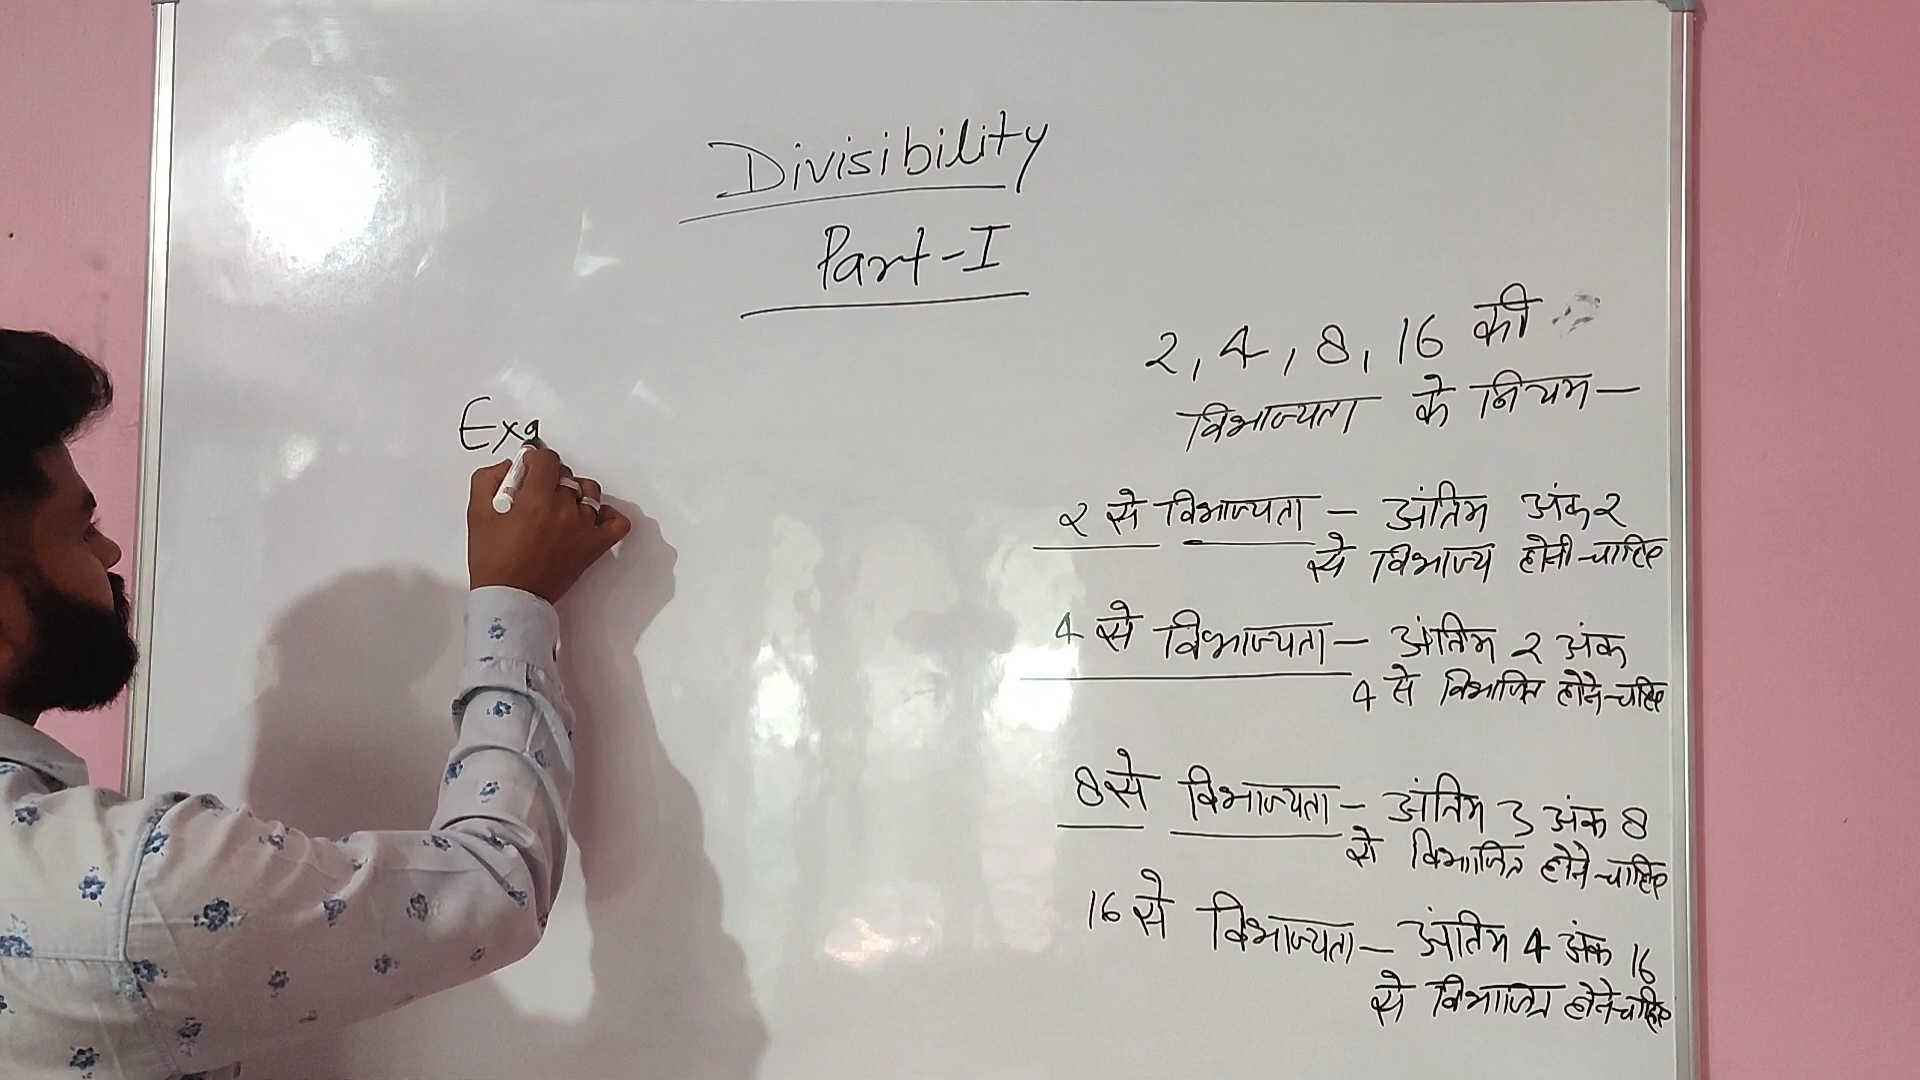 Divisibility
Part-I
2, 4, 8, 16 की
विभाज्यता के नियम-
Exa
2 से विभाज्यता - अंतिम अंक 2
से विभाज्य होनी चाहिए
4 से विभाज्यता - अंतिम 2 अंक
4 से विभाजित होने चाहिए
8 से विभाज्यता - अंतिम 3 अंक 8
से विभाजित होने चाहिए
16 से विभाज्यता - अंतिम 4 अंक 16
से विभाजित होने चाहिए